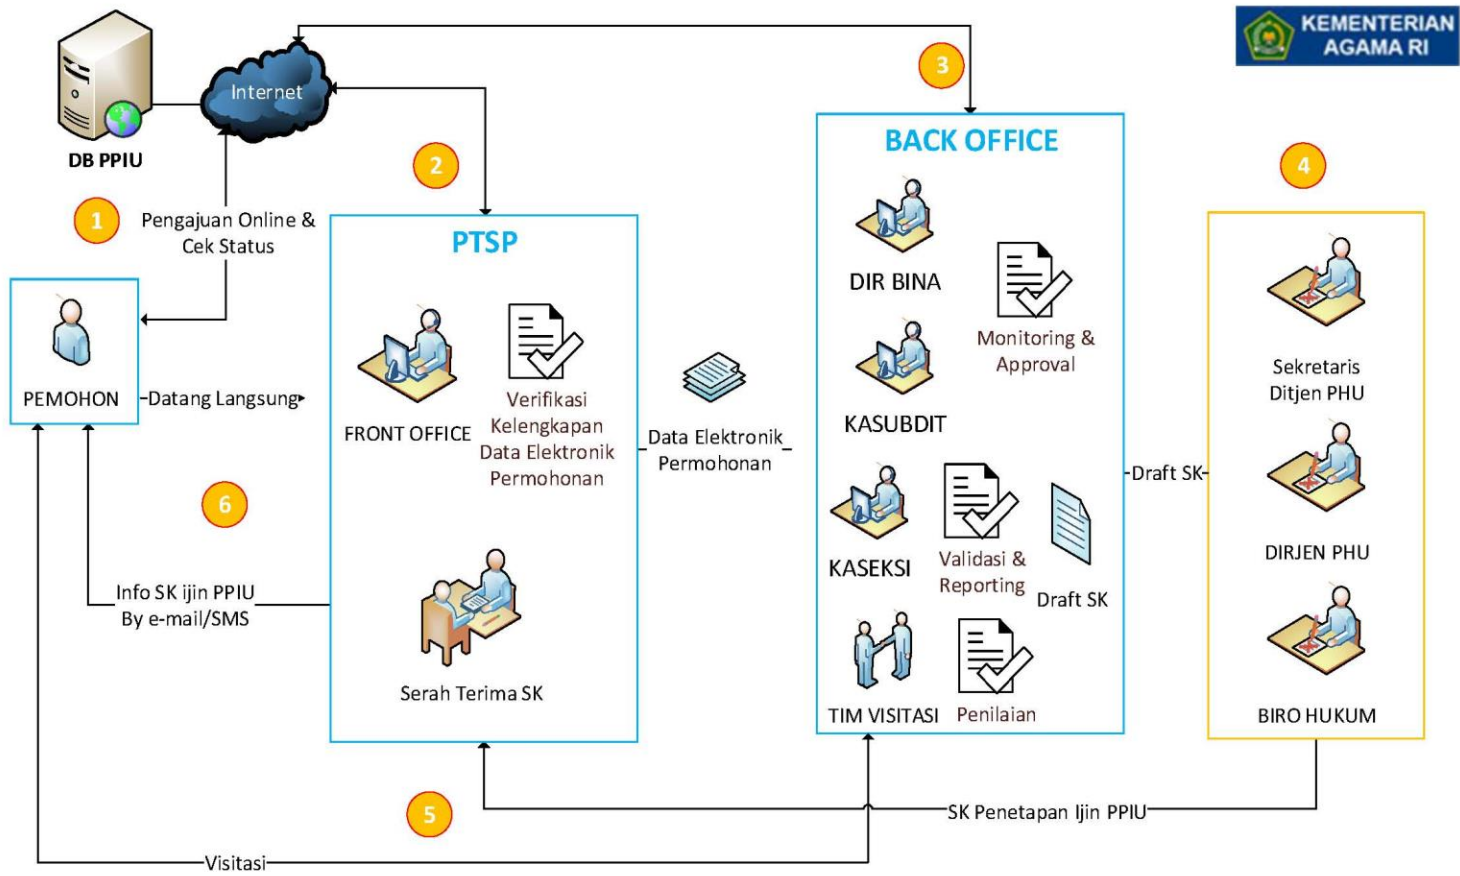 KEMENTERIAN
AGAMA RI
Internet
DB PPIU
1
Pengajuan Online &
Cek Status
2
3
4
PEMOHON
Datang Langsung
6
Info SK ijin PPIU
By e-mail/SMS
PTSP
FRONT OFFICE
Verifikasi
Kelengkapan
Data Elektronik
Permohonan
Serah Terima SK
Data Elektronik
Permohonan
BACK OFFICE
DIR BINA
Monitoring &
Approval
KASUBDIT
KASEKSI
Validasi &
Reporting
Draft SK
TIM VISITASI
Penilaian
Draft SK
Sekretaris
Ditjen PHU
DIRJEN PHU
BIRO HUKUM
5
SK Penetapan Ijin PPIU
Visitasi